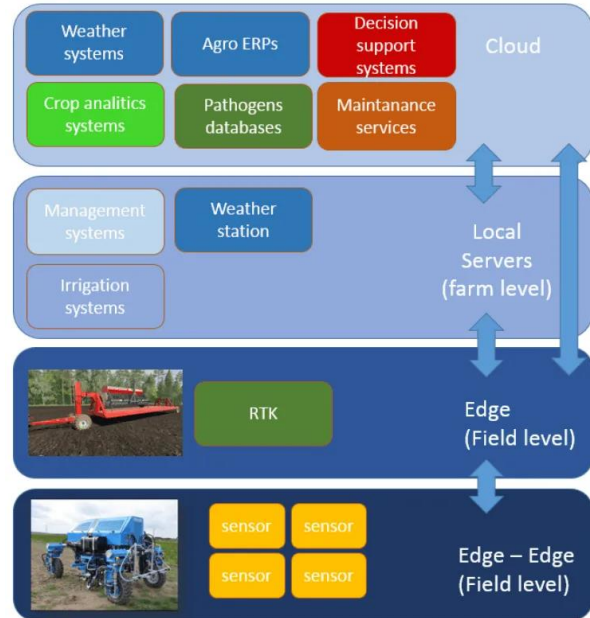 Weather
systems
Agro ERPs
Decision
support
systems
Cloud
Crop analitics
systems
Pathogens
databases
Maintanance
services
Management
systems
Weather
station
Local
Servers
(farm level)
Irrigation
systems
RTK
Edge
(Field level)
sensor
sensor
sensor
sensor
Edge – Edge
(Field level)